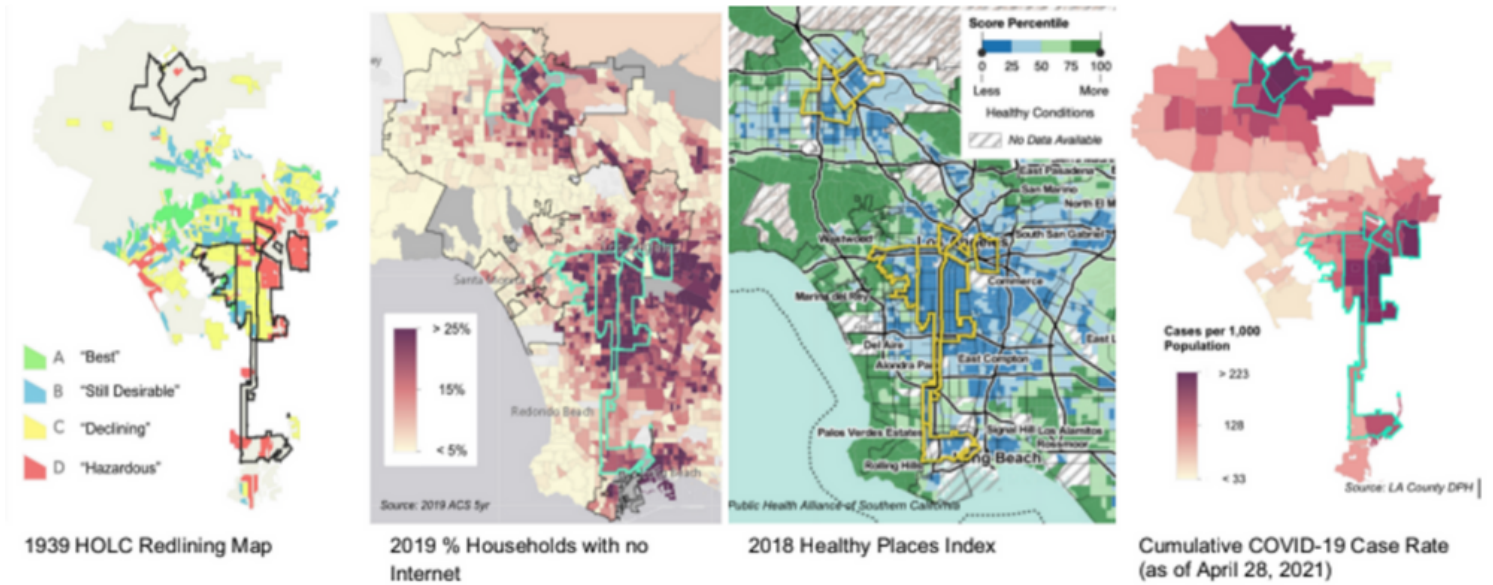 A "Best"
B "Still Desirable"
C "Declining"
D "Hazardous"
1939 HOLC Redlining Map
Redondo Beach
> 25%
15%
< 5%
Source: 2019 ACS 5yr
2019 % Households with no
Internet
Score Percentile
0 25 50 75 100
Less More
Healthy Conditions
No Data Available
East Pasadena
San Marino
North El M
South San Gabriel
Westwood
Commerce
Marina del Rey
Del Aire
East L
East Compton
Alondra Pa
Palos Verdes Estates
Signal Hill Los Alamitos
Rossmoor
Rolling Hills
ng Beach
Public Health Alliance of Southern California
2018 Healthy Places Index
Cases per 1,000
Population
> 223
128
< 33
Source: LA County DPH
Cumulative COVID-19 Case Rate
(as of April 28, 2021)